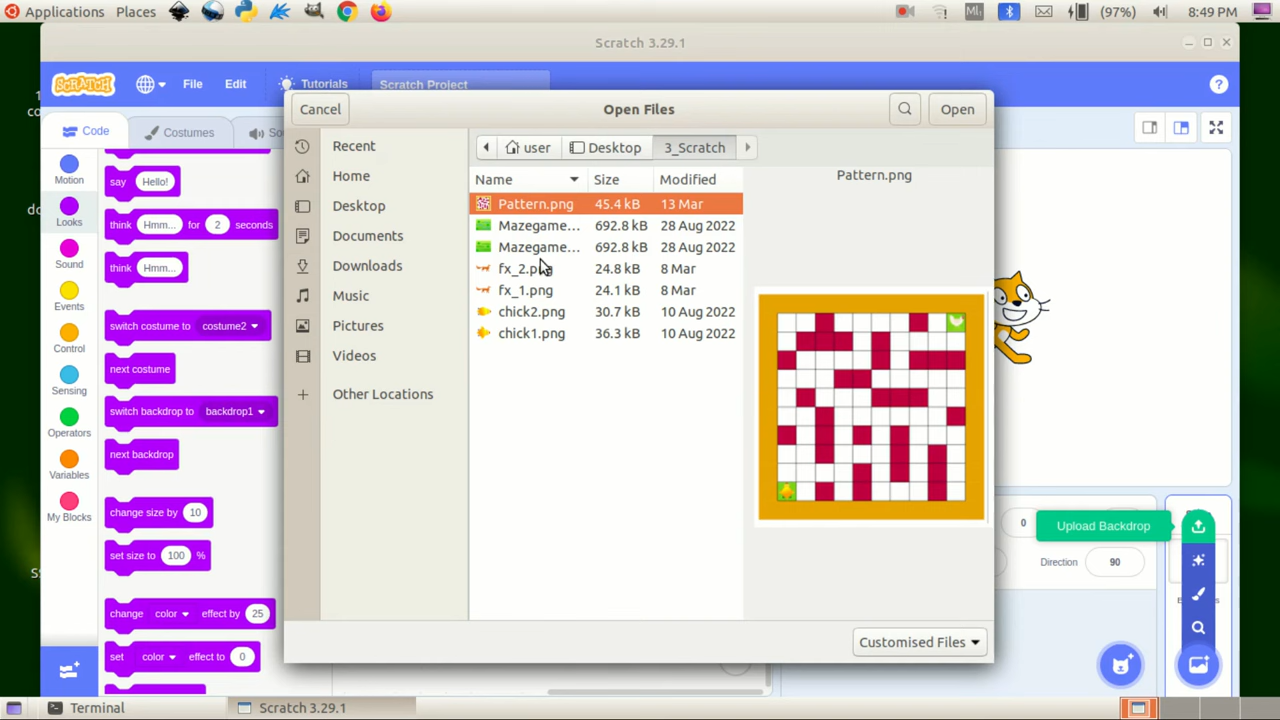 Applications Places (97%) 8:49 PM
Scratch 3.29.1
SCRATCH File Edit Tutorials Scratch Project
Code Costumes
Motion
Looks
Sound
Events
Control
Sensing
Operators
Variables
My Blocks
say Hello!
think Hmm... for 2 seconds
think Hmm...
switch costume to costume2
next costume
switch backdrop to backdrop1
next backdrop
change size by 10
set size to 100 %
change color effect by 25
set color effect to 0
Cancel Open Files Open
Recent
Home
Desktop
Documents
Downloads
Music
Pictures
Videos
Other Locations
user Desktop 3_Scratch
Name Size Modified
Pattern.png 45.4 kB 13 Mar
Mazegame... 692.8 kB 28 Aug 2022
Mazegame... 692.8 kB 28 Aug 2022
fx_2.png 24.8 kB 8 Mar
fx_1.png 24.1 kB 8 Mar
chick2.png 30.7 kB 10 Aug 2022
chick1.png 36.3 kB 10 Aug 2022
Pattern.png
Customised Files
0
Upload Backdrop
Direction 90
Terminal Scratch 3.29.1